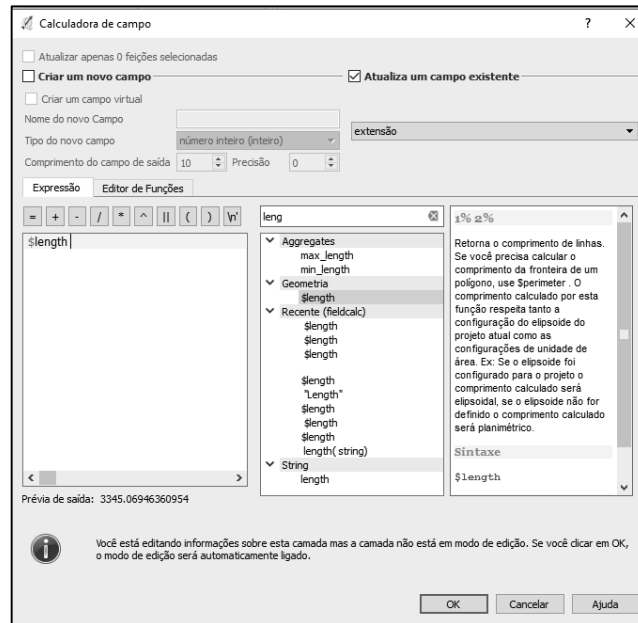 Calculadora de campo
? X
Atualizar apenas 0 feições selecionadas
Criar um novo campo
Atualiza um campo existente
Criar um campo virtual
Nome do novo Campo
Tipo do novo campo
número inteiro (inteiro)
extensão
Comprimento do campo de saída
10
Precisão
0
Expressão
Editor de Funções
= + - / * ^ || ( ) '\n'
$length
leng
Aggregates
max_length
min_length
Geometria
$length
Recente (fieldcalc)
$length
$length
$length
$length
"Length"
$length
$length
$length
length( string)
String
length
1% 2%
Retorna o comprimento de linhas.
Se você precisa calcular o
comprimento da fronteira de um
polígono, use $perimeter . O
comprimento calculado por esta
função respeita tanto a
configuração do elipsoide do
projeto atual como as
configurações de unidade de
área. Ex: Se o elipsoide foi
configurado para o projeto o
comprimento calculado será
elipsoidal, se o elipsoide não for
definido o comprimento calculado
será planimétrico.
Sintaxe
$length
Prévia de saída: 3345.06946360954
Você está editando informações sobre esta camada mas a camada não está em modo de edição. Se você clicar em OK,
o modo de edição será automaticamente ligado.
OK
Cancelar
Ajuda